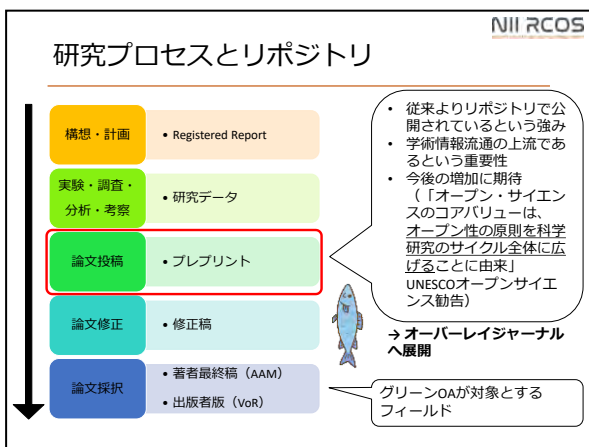 NII RCOS
研究プロセスとリポジトリ
構想・計画
• Registered Report
実験・調査・
分析・考察
• 研究データ
論文投稿
• プレプリント
論文修正
• 修正稿
論文採択
• 著者最終稿（AAM）
• 出版者版（VoR）
• 従来よりリポジトリで公
開されているという強み
• 学術情報流通の上流であ
るという重要性
• 今後の増加に期待
（「オープン・サイエン
スのコアバリューは、
オープン性の原則を科学
研究のサイクル全体に広
げることに由来」
UNESCOオープンサイエ
ンス勧告）
→ オーバーレイジャーナル
へ展開
グリーンOAが対象とする
フィールド